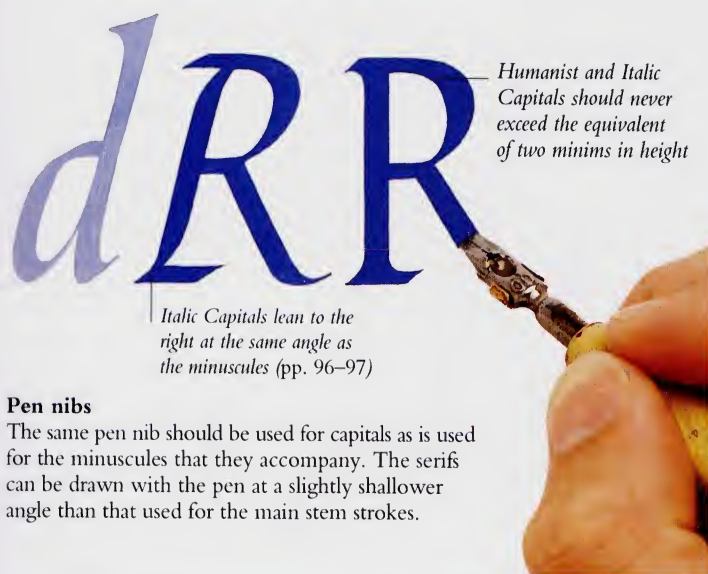 dRR
Humanist and Italic
Capitals should never
exceed the equivalent
of two minims in height
Italic Capitals lean to the
right at the same angle as
the minuscules (pp. 96–97)
Pen nibs
The same pen nib should be used for capitals as is used
for the minuscules that they accompany. The serifs
can be drawn with the pen at a slightly shallower
angle than that used for the main stem strokes.